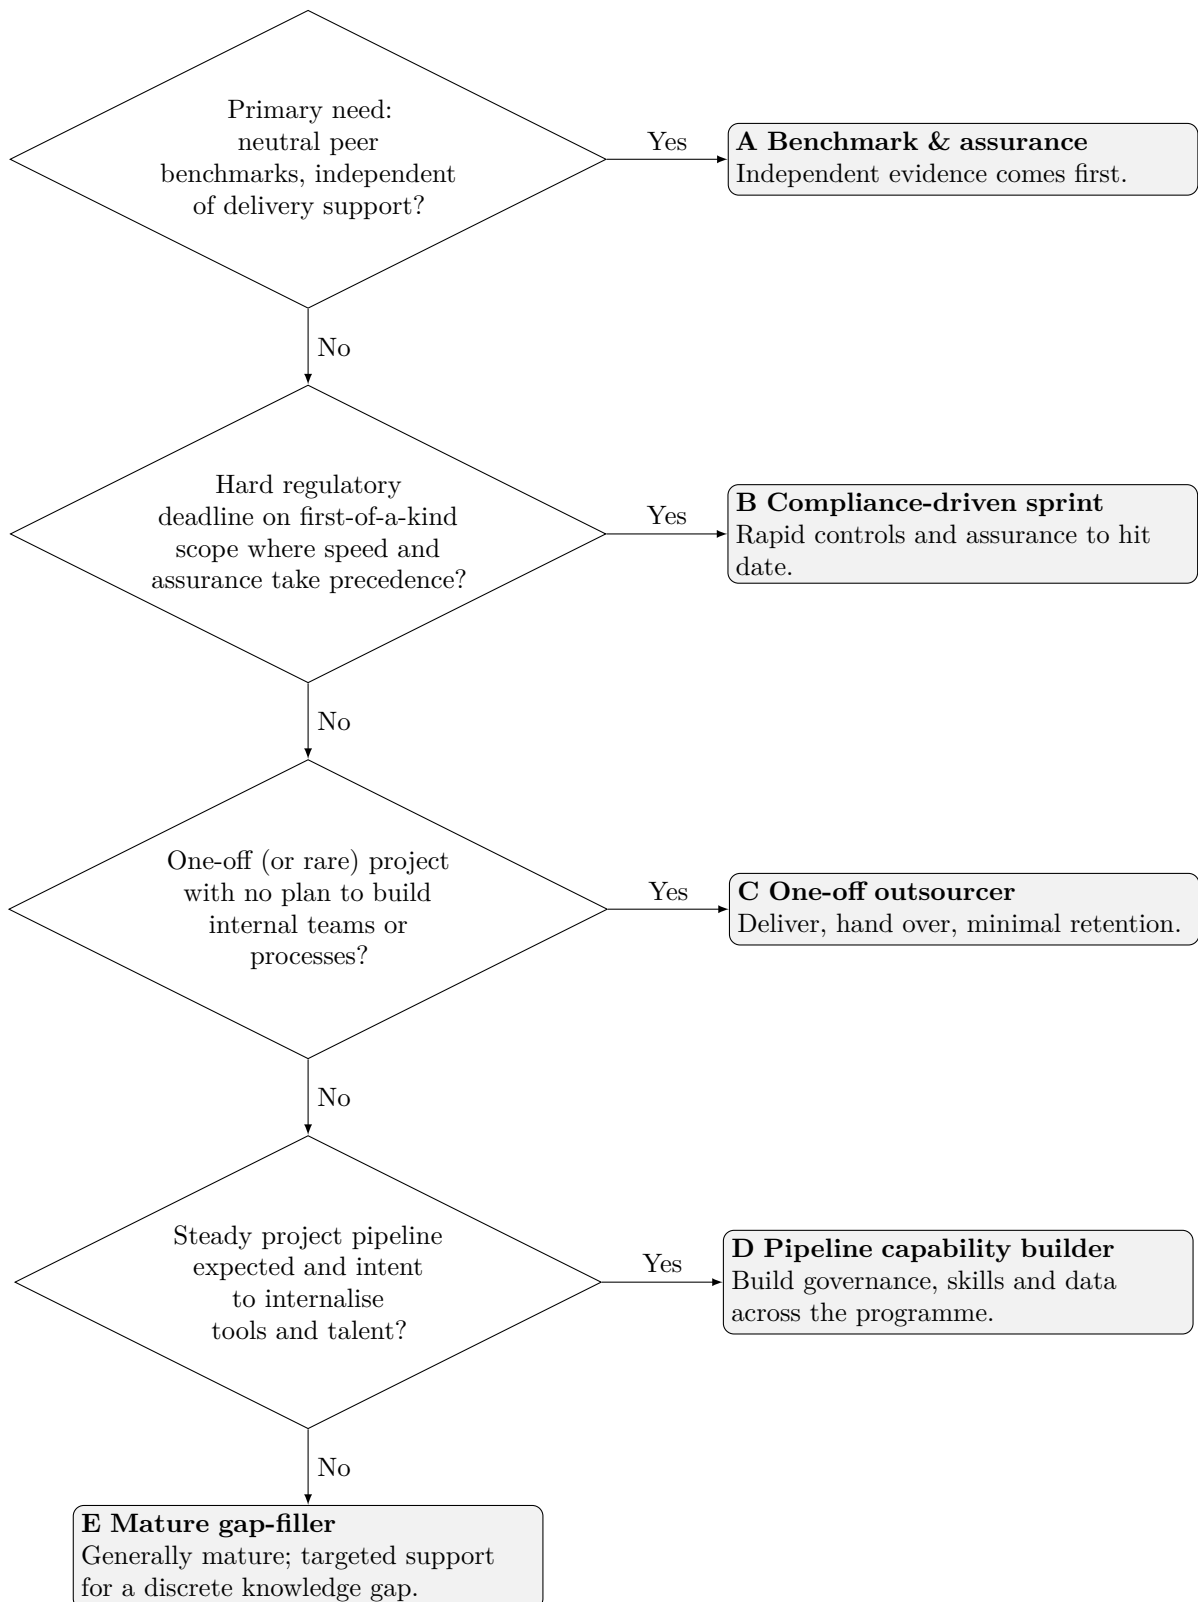 Primary need:
neutral peer
benchmarks, independent
of delivery support?
Yes
A Benchmark & assurance
Independent evidence comes first.
No
Hard regulatory
deadline on first-of-a-kind
scope where speed and
assurance take precedence?
Yes
B Compliance-driven sprint
Rapid controls and assurance to hit
date.
No
One-off (or rare) project
with no plan to build
internal teams or
processes?
Yes
C One-off outsourcer
Deliver, hand over, minimal retention.
No
Steady project pipeline
expected and intent
to internalise
tools and talent?
Yes
D Pipeline capability builder
Build governance, skills and data
across the programme.
No
E Mature gap-filler
Generally mature; targeted support
for a discrete knowledge gap.